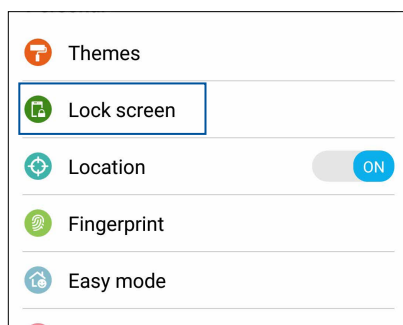 Themes
Lock screen
Location ON
Fingerprint
Easy mode